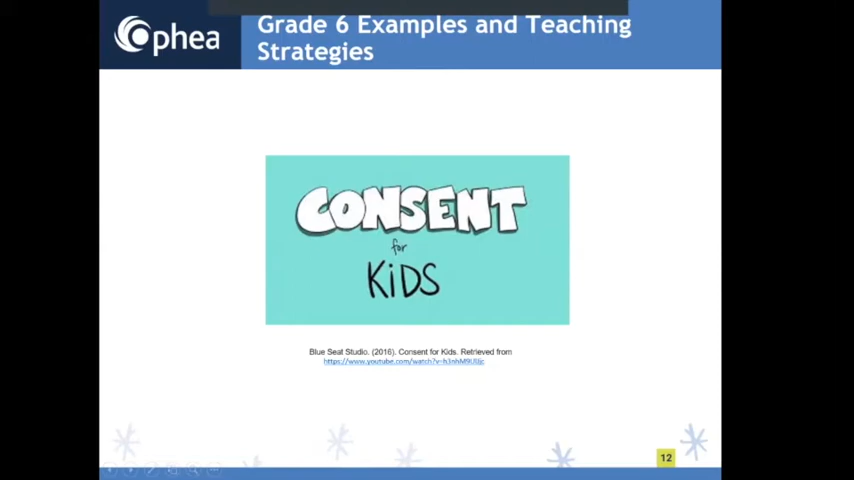 Ophea
Grade 6 Examples and Teaching
Strategies
CONSENT
for
KiDS
Blue Seat Studio. (2016). Consent for Kids. Retrieved from
12